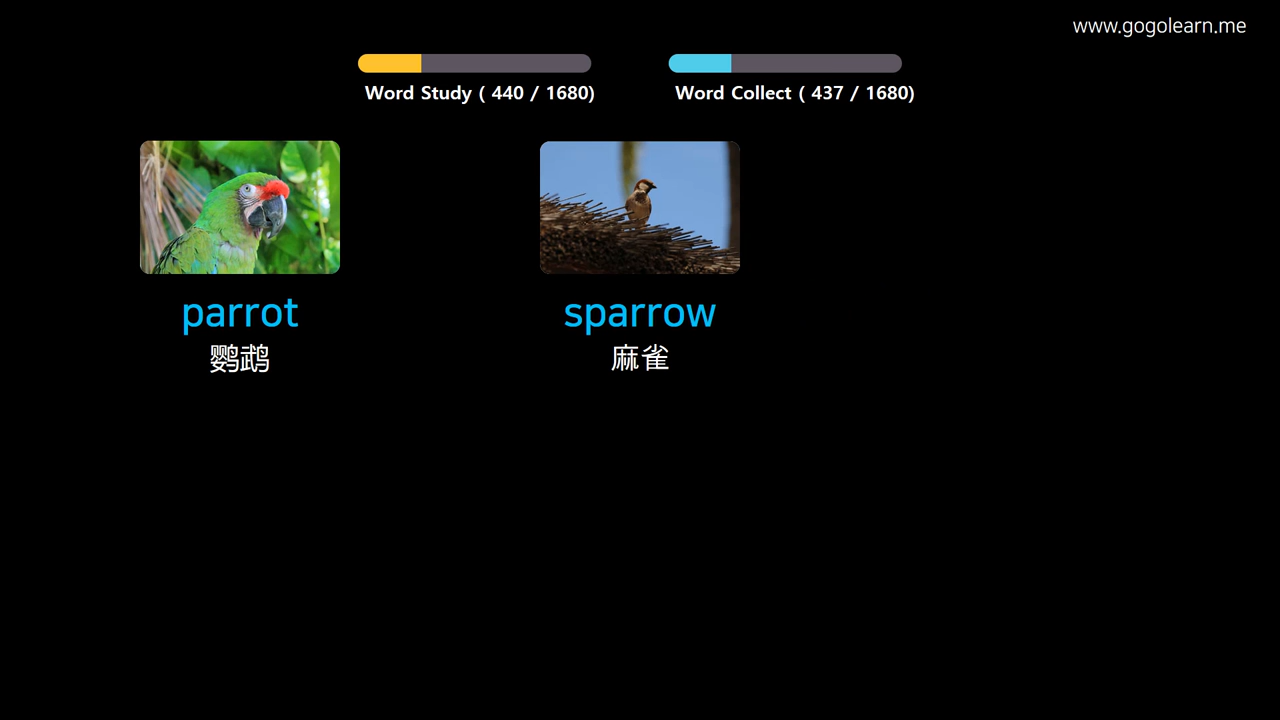 www.gogolearn.me
Word Study ( 440 / 1680)
Word Collect ( 437 / 1680)
parrot
鹦鹉
sparrow
麻雀